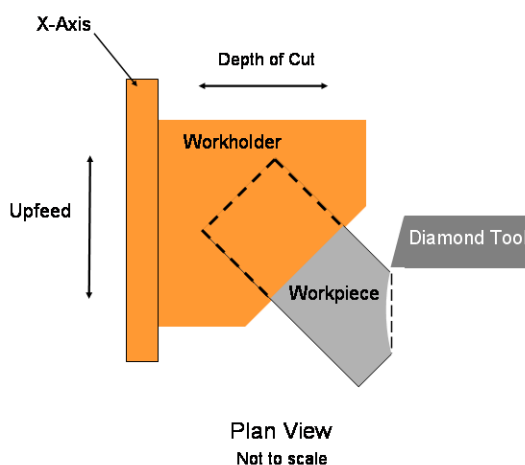 X-Axis
Depth of Cut
Workholder
Upfeed
Diamond Tool
Workpiece
Plan View
Not to scale